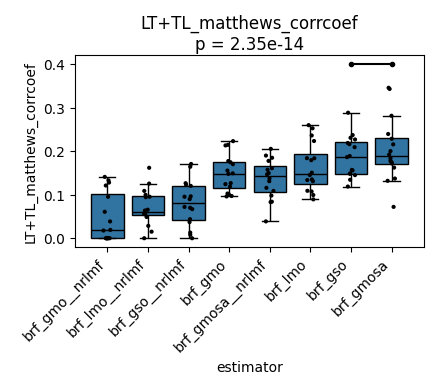 LT+TL_matthews_corrcoef
p = 2.35e-14
LT+TL_matthews_corrcoef
0.4
0.3
0.2
0.1
0.0
brf_gmo__nrlmf
brf_lmo__nrlmf
brf_gso__nrlmf
brf_gmo
brf_gmosa__nrlmf
brf_lmo
brf_gso
brf_gmosa
estimator